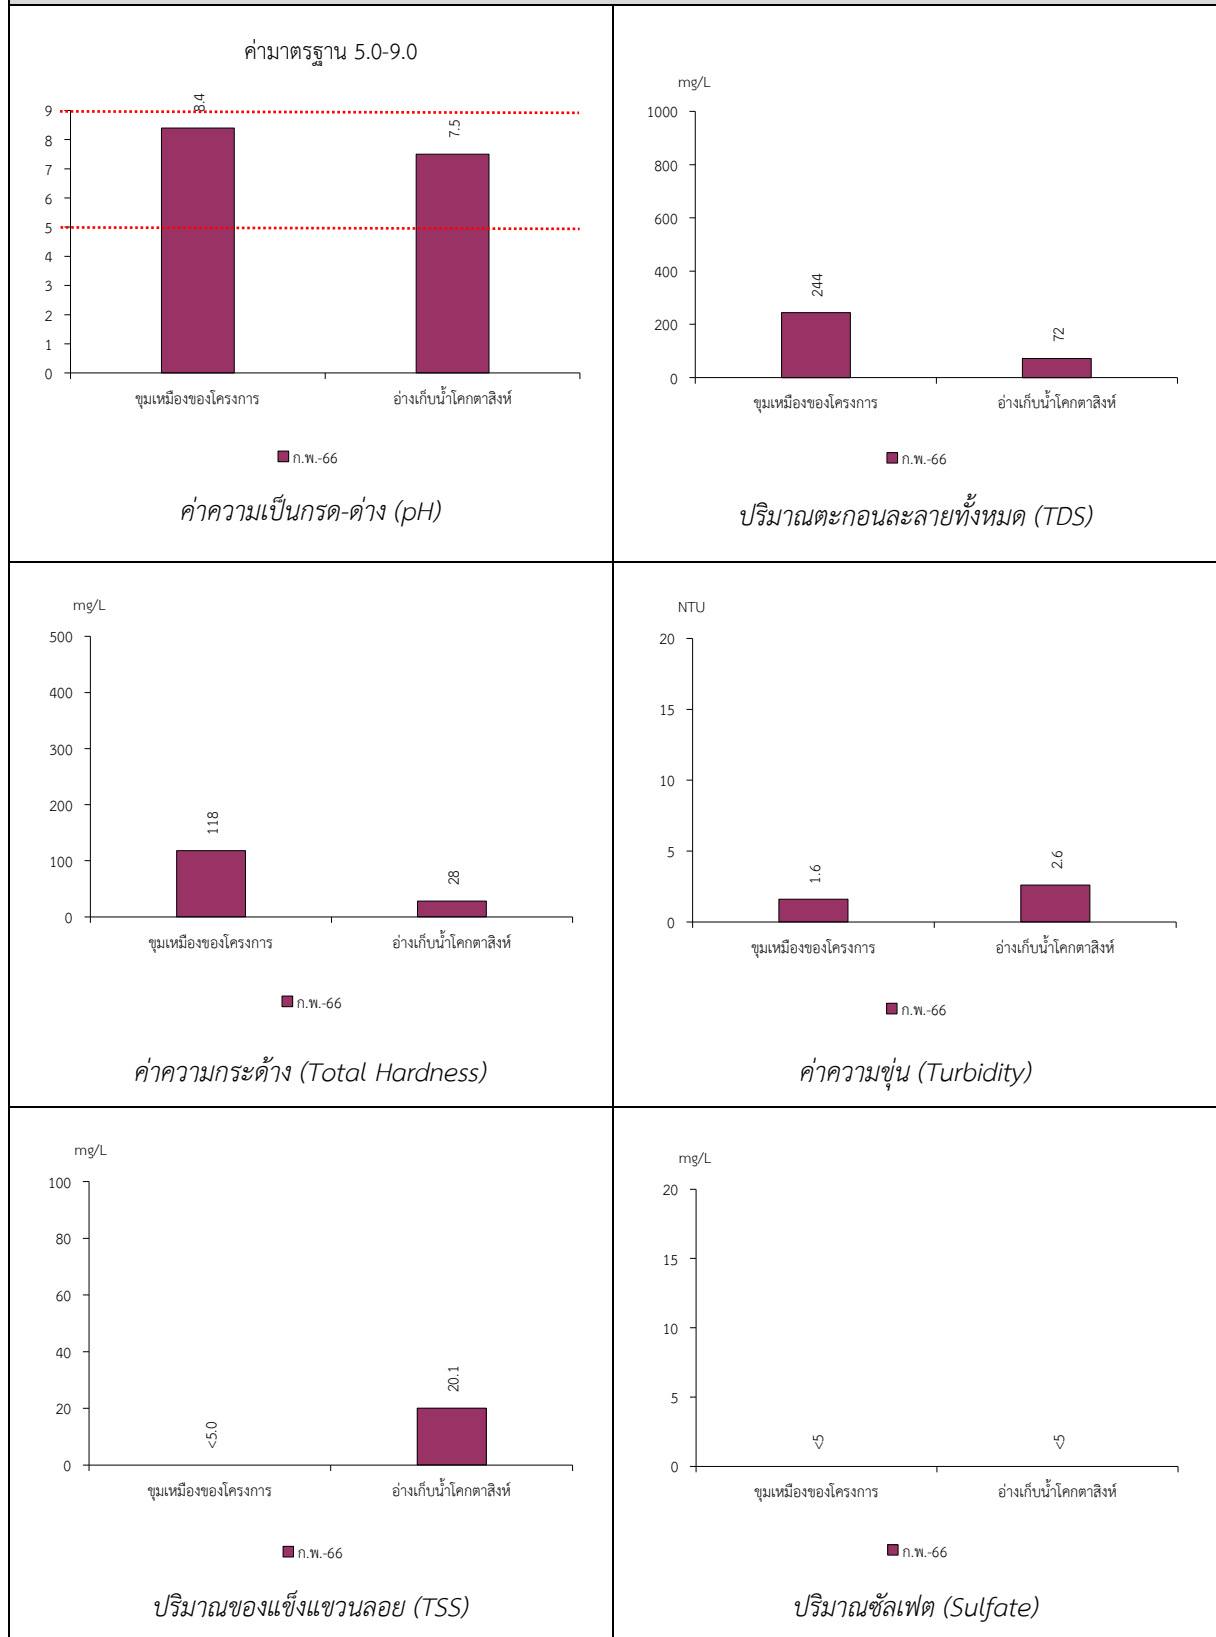 ค่ามาตรฐาน 5.0-9.0
9
8
7
6
5
4
3
2
1
0
8.4
7.5
ขุมเหมืองของโครงการ
อ่างเก็บน้ำโคกตาสิงห์
ก.พ.-66
ค่าความเป็นกรด-ด่าง (pH)
mg/L
1000
800
600
400
200
0
244
72
ขุมเหมืองของโครงการ
อ่างเก็บน้ำโคกตาสิงห์
ก.พ.-66
ปริมาณตะกอนละลายทั้งหมด (TDS)
mg/L
500
400
300
200
100
0
118
28
ขุมเหมืองของโครงการ
อ่างเก็บน้ำโคกตาสิงห์
ก.พ.-66
ค่าความกระด้าง (Total Hardness)
NTU
20
15
10
5
0
1.6
2.6
ขุมเหมืองของโครงการ
อ่างเก็บน้ำโคกตาสิงห์
ก.พ.-66
ค่าความขุ่น (Turbidity)
mg/L
100
80
60
40
20
0
<5.0
20.1
ขุมเหมืองของโครงการ
อ่างเก็บน้ำโคกตาสิงห์
ก.พ.-66
ปริมาณของแข็งแขวนลอย (TSS)
mg/L
20
15
10
5
0
<5
<5
ขุมเหมืองของโครงการ
อ่างเก็บน้ำโคกตาสิงห์
ก.พ.-66
ปริมาณซัลเฟต (Sulfate)